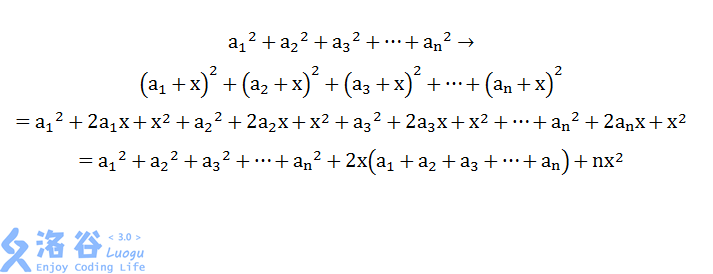 a₁² + a₂² + a₃² + ⋯ + aₙ² →
(a₁ + x)² + (a₂ + x)² + (a₃ + x)² + ⋯ + (aₙ + x)²
= a₁² + 2a₁x + x² + a₂² + 2a₂x + x² + a₃² + 2a₃x + x² + ⋯ + aₙ² + 2aₙx + x²
= a₁² + a₂² + a₃² + ⋯ + aₙ² + 2x(a₁ + a₂ + a₃ + ⋯ + aₙ) + nx²
洛谷 < 3.0 > Luogu
Enjoy Coding Life